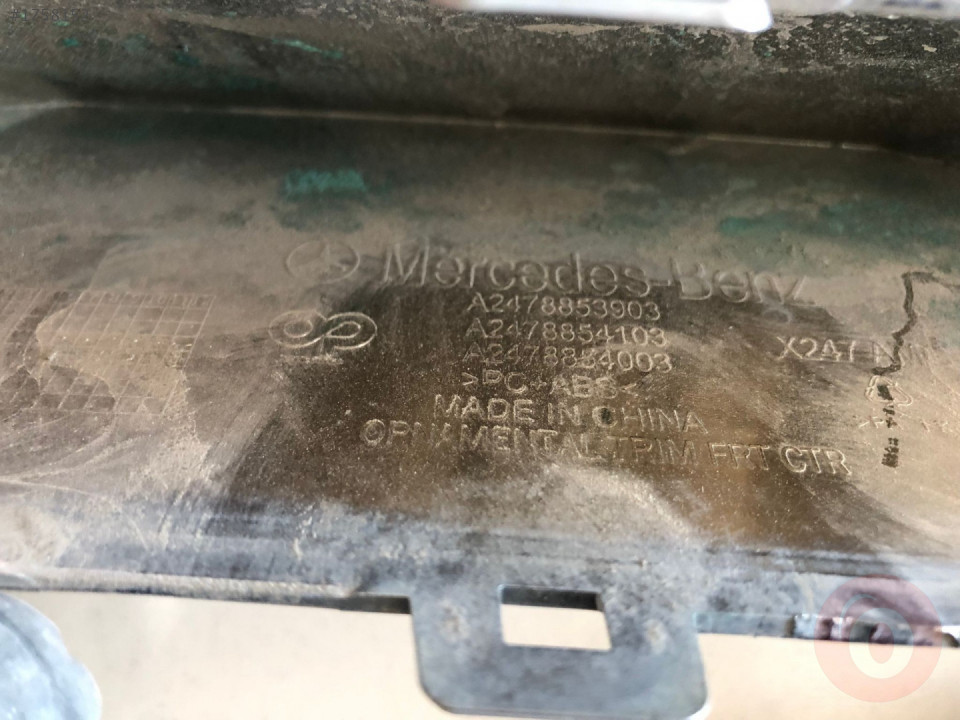 Mercedes-Benz
A2478853903
A2478854103
A2478854003
X247
>PC+ABS<
MADE IN CHINA
ORNAMENTAL TRIM FRT CTR